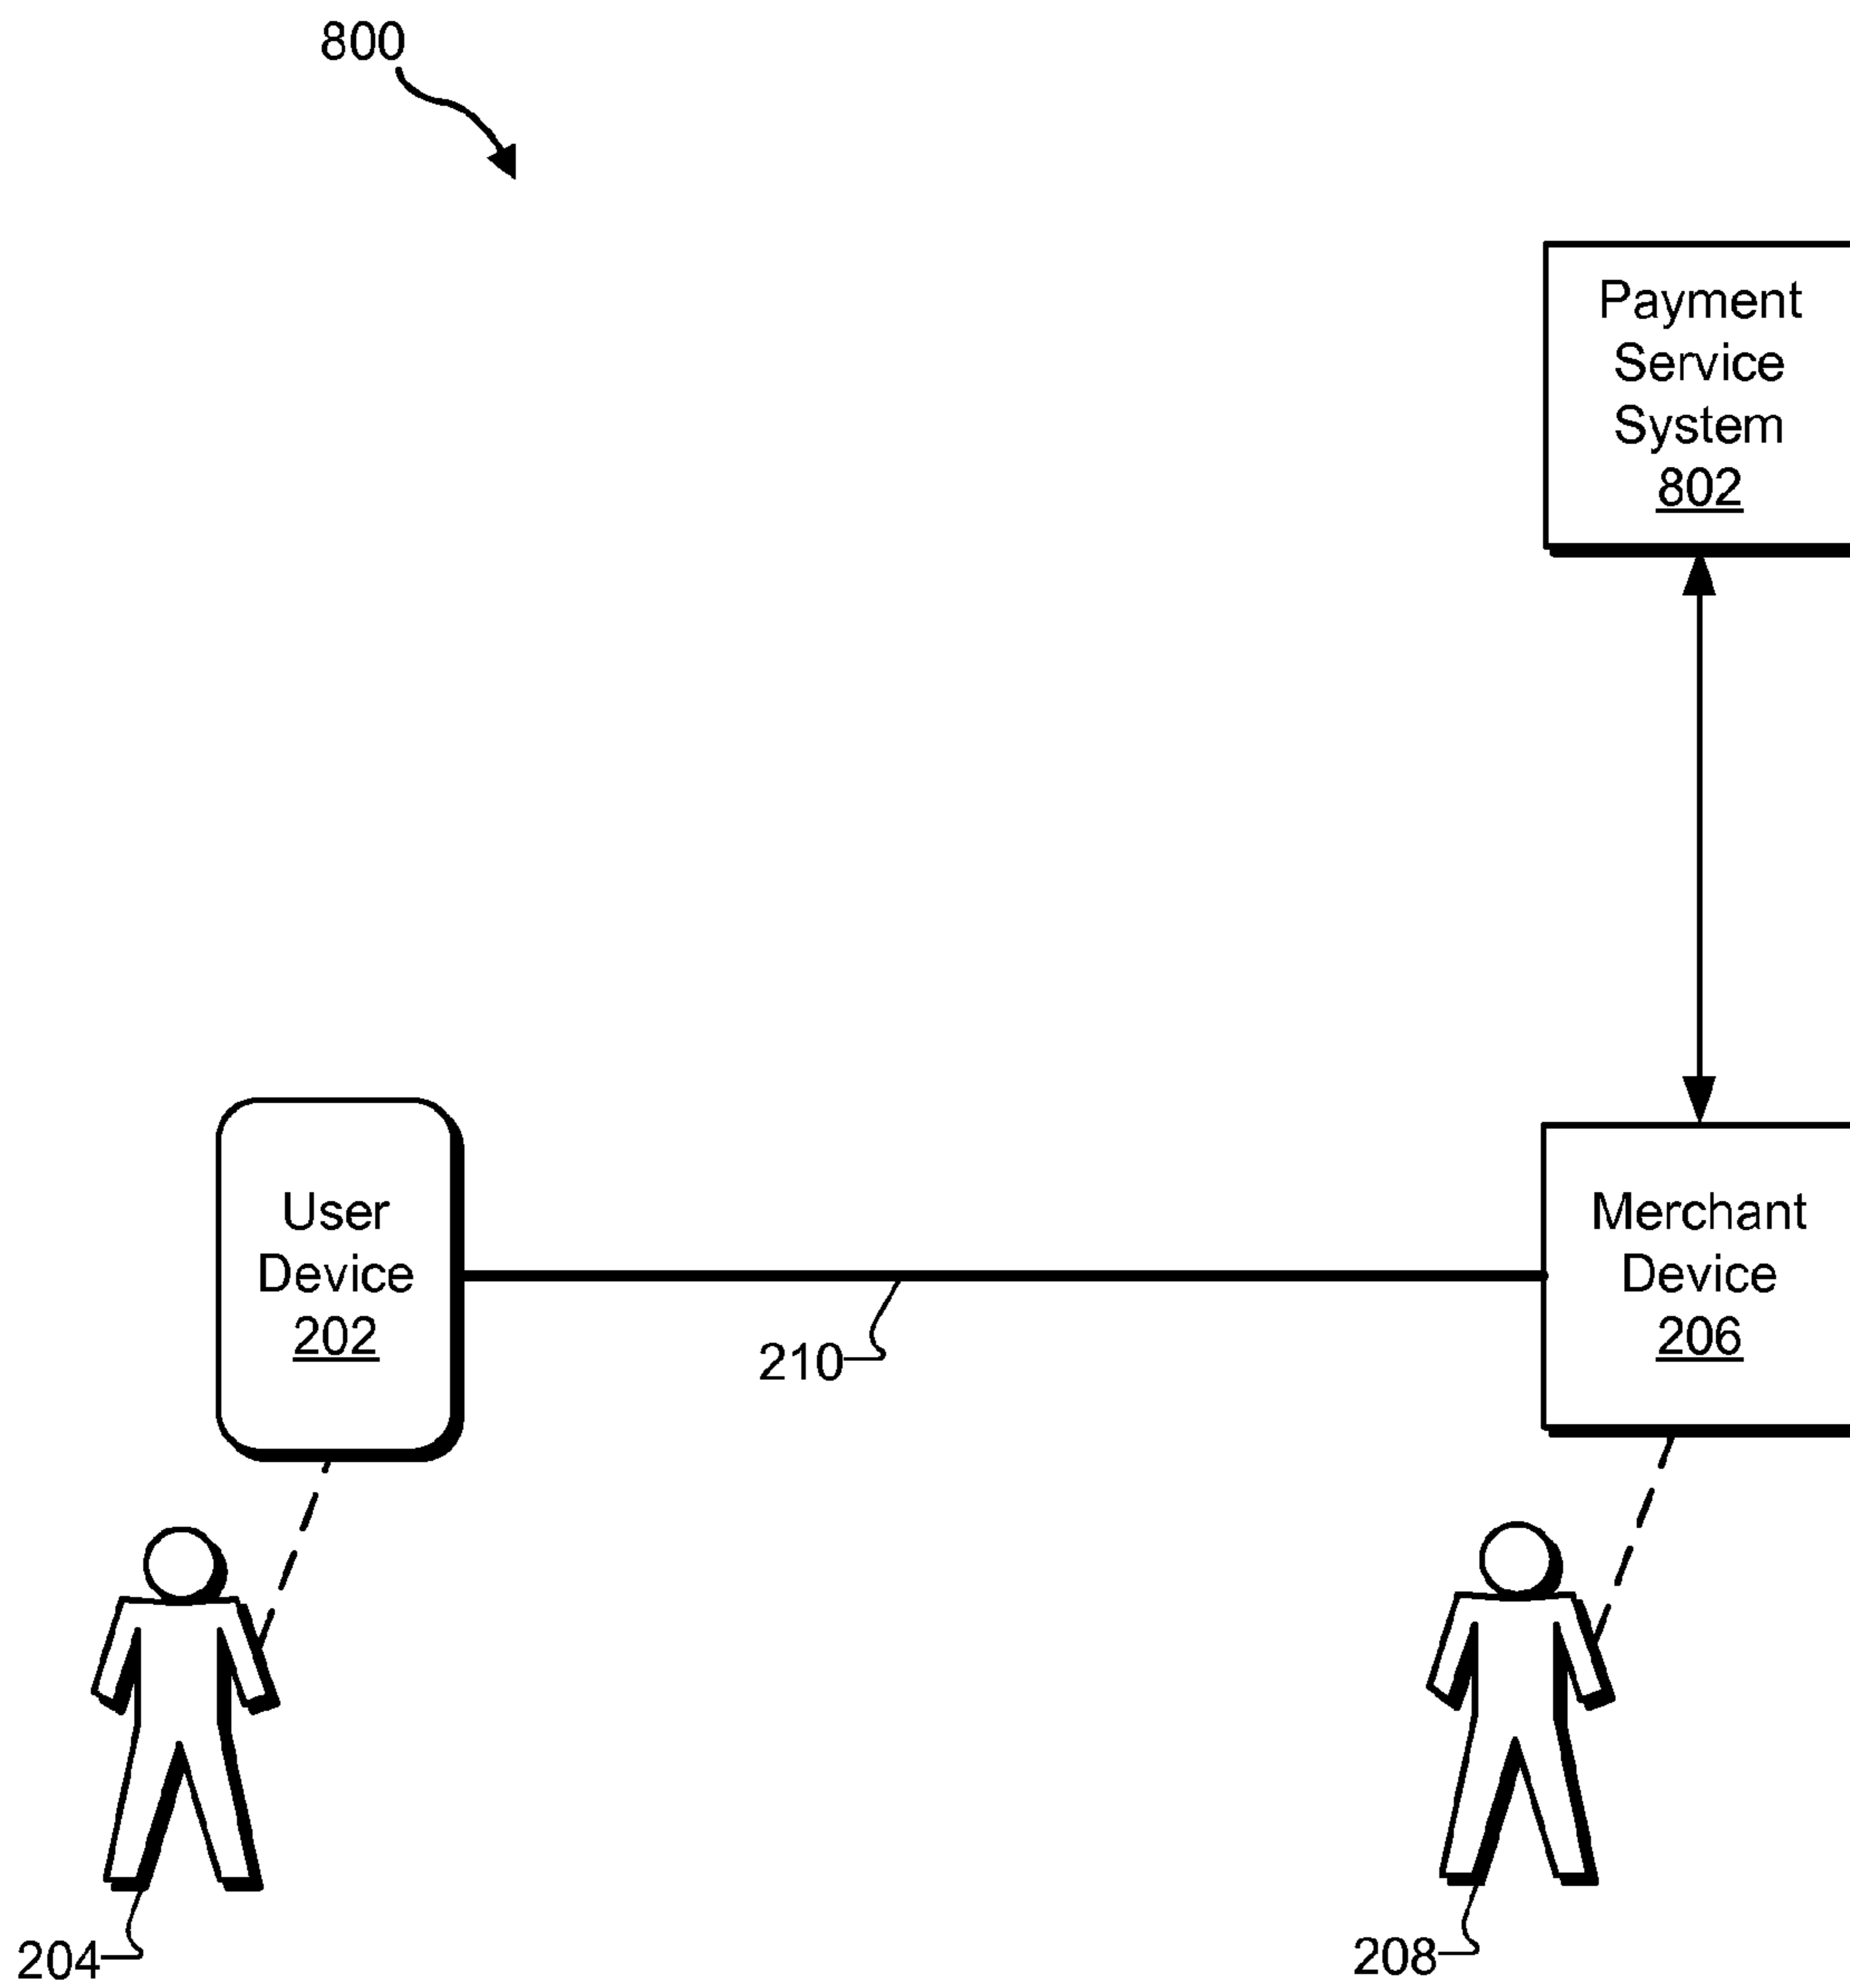 800
Payment
Service
System
802
User
Device
202
Merchant
Device
206
210
204
208